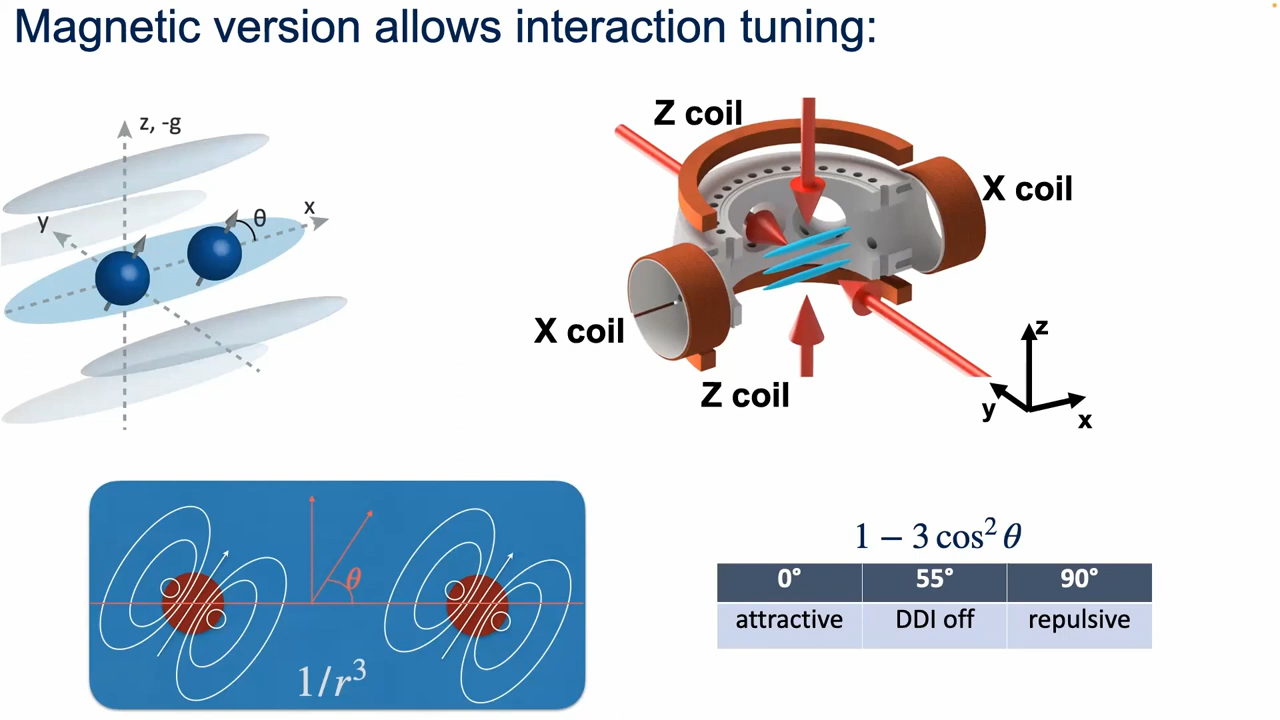 Magnetic version allows interaction tuning:
z, -g
y
θ
x
Z coil
X coil
X coil
Z coil
z
y
x
θ
1/r³
1 − 3 cos² θ
0° 55° 90°
attractive DDI off repulsive